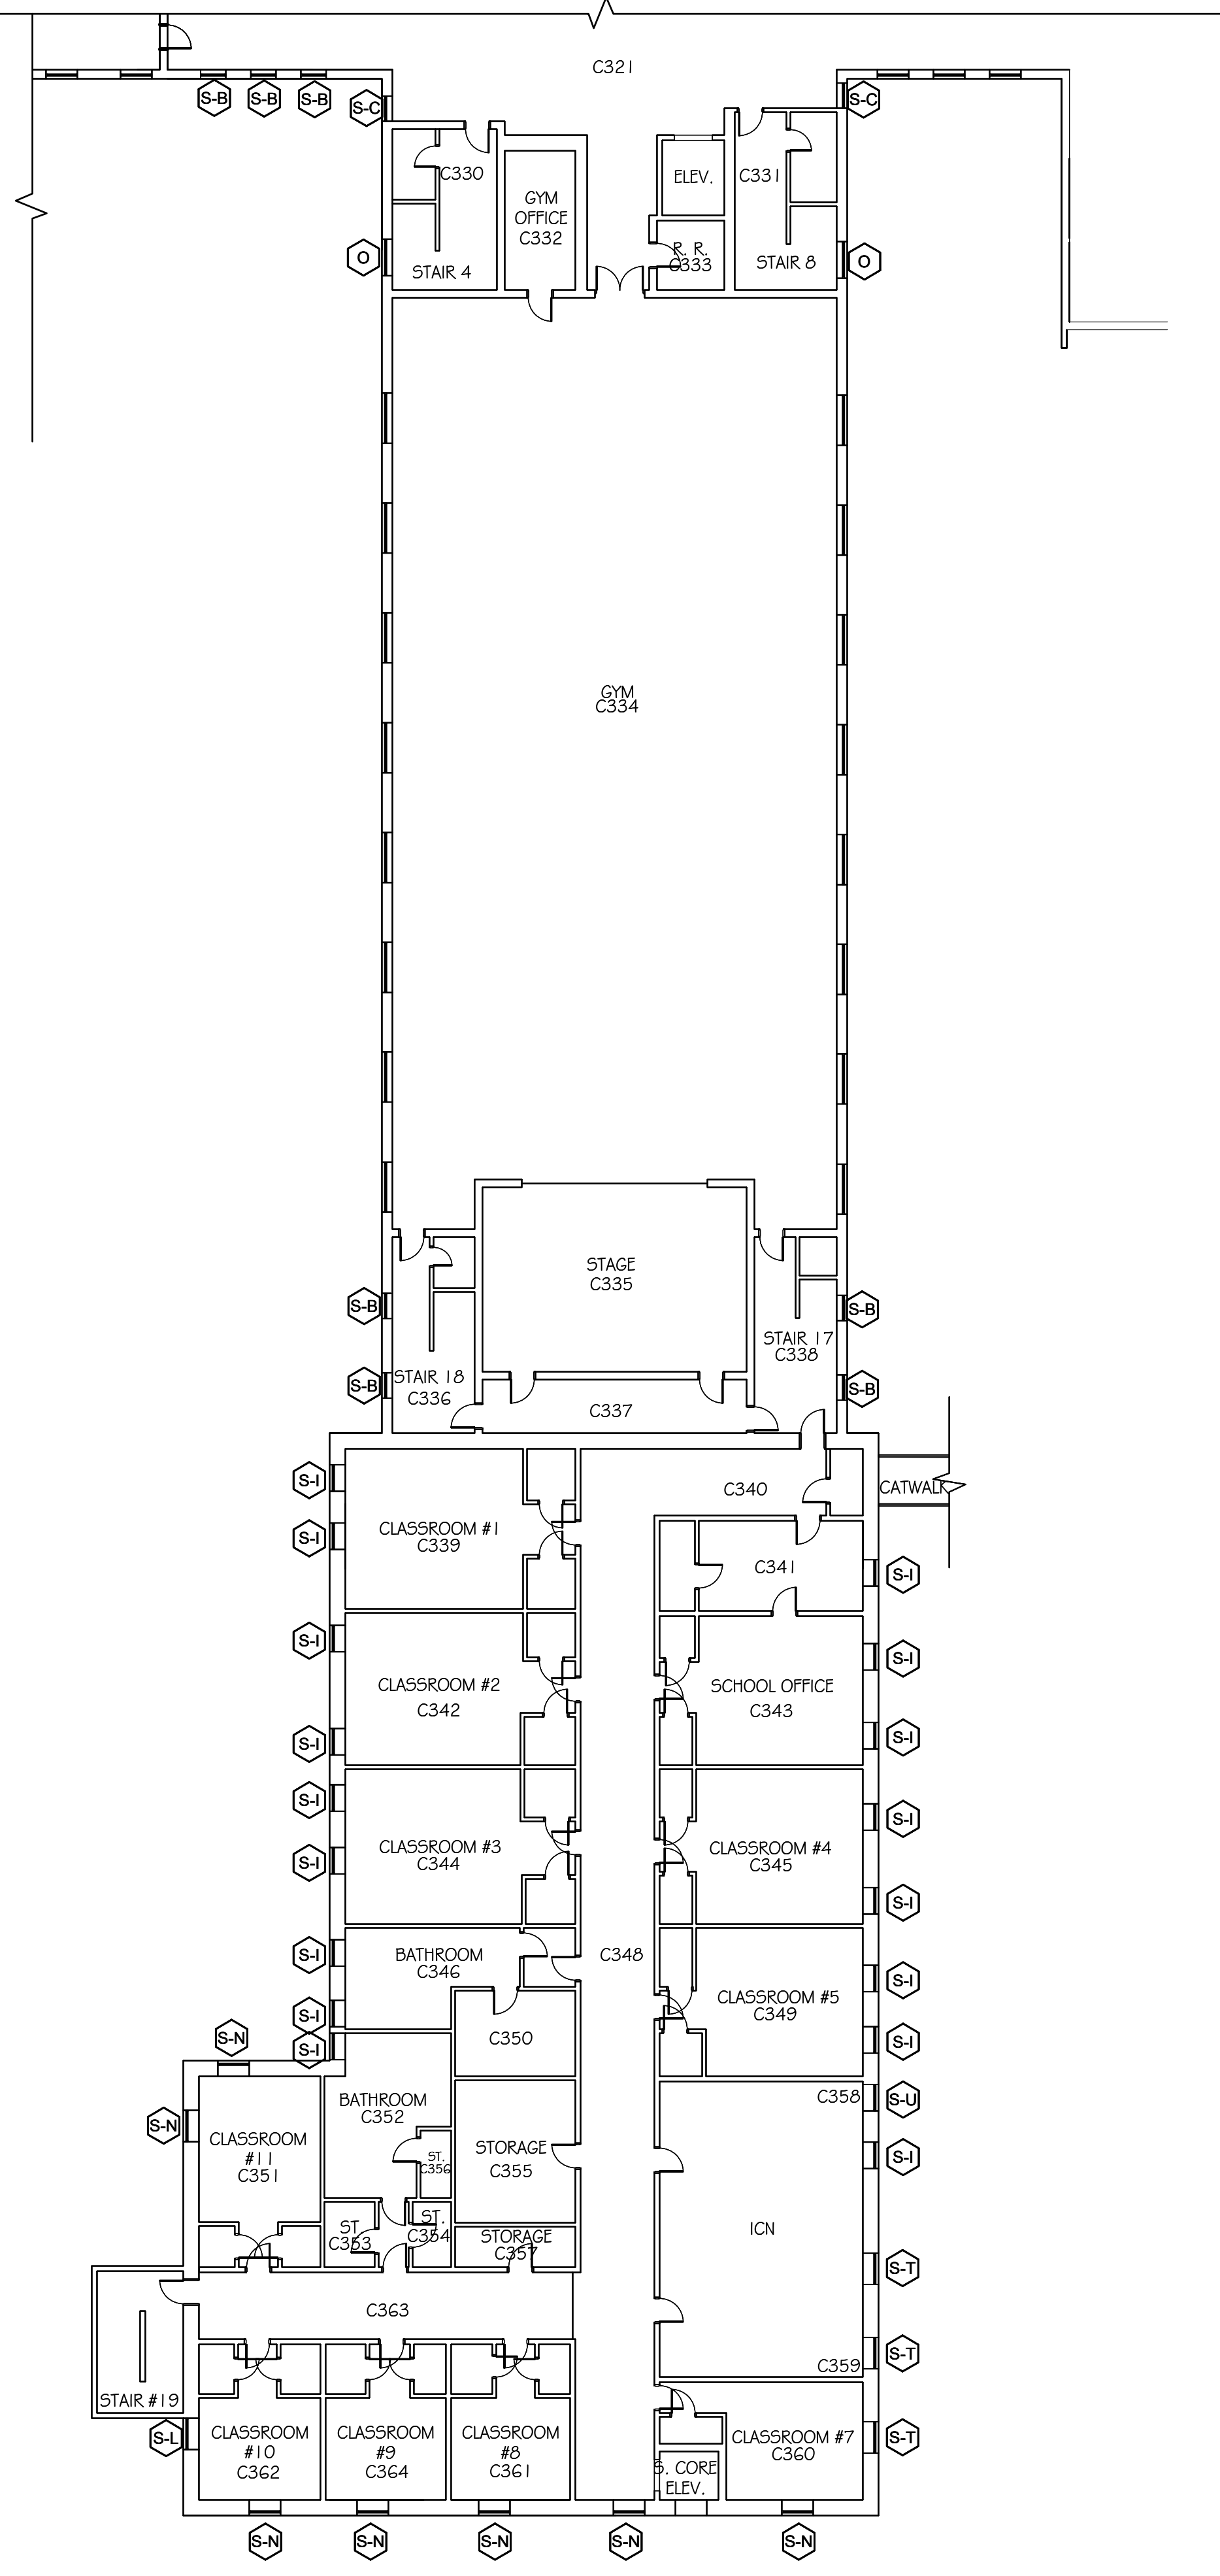 C321
S-B
S-B
S-B
S-C
S-C
C330
GYM
OFFICE
C332
ELEV.
C331
R. R.
C333
O
STAIR 4
STAIR 8
O
GYM
C334
STAGE
C335
S-B
S-B
STAIR 17
C338
STAIR 18
C336
S-B
S-B
C337
S-I
C340
CATWALK
CLASSROOM #1
C339
S-I
C341
S-I
S-I
S-I
CLASSROOM #2
C342
SCHOOL OFFICE
C343
S-I
S-I
S-I
S-I
CLASSROOM #3
C344
CLASSROOM #4
C345
S-I
S-I
S-I
BATHROOM
C346
C348
S-I
CLASSROOM #5
C349
S-I
S-N
S-I
C350
S-I
BATHROOM
C352
C358
S-U
S-N
CLASSROOM
#11
C351
ST.
C356
STORAGE
C355
S-I
ST.
C353
ST.
C354
STORAGE
C357
ICN
S-T
C363
C359
S-T
STAIR #19
S-L
CLASSROOM
#10
C362
CLASSROOM
#9
C364
CLASSROOM
#8
C361
S. CORE
ELEV.
CLASSROOM #7
C360
S-T
S-N
S-N
S-N
S-N
S-N